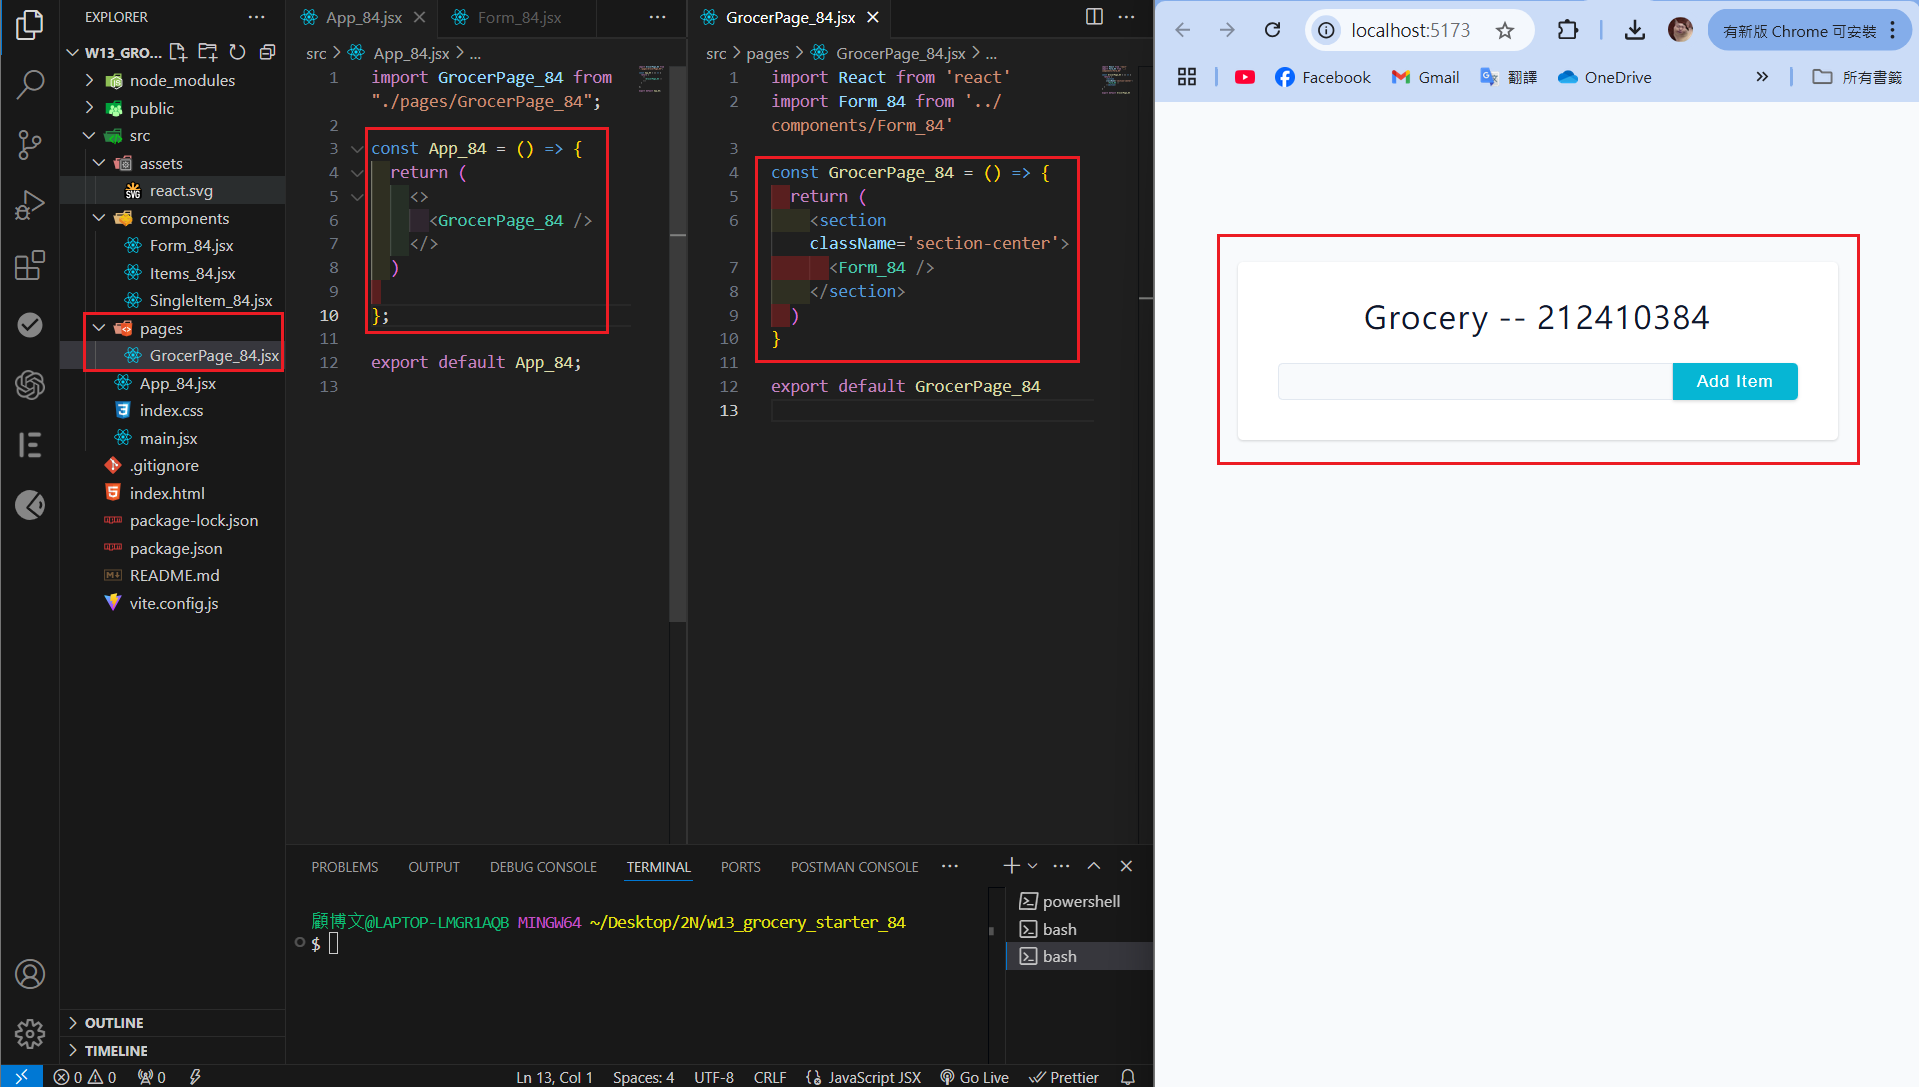 EXPLORER
W13_GRO...
node_modules
public
src
assets
react.svg
components
Form_84.jsx
Items_84.jsx
SingleItem_84.jsx
pages
GrocerPage_84.jsx
App_84.jsx
index.css
main.jsx
.gitignore
index.html
package-lock.json
package.json
README.md
vite.config.js
OUTLINE
TIMELINE
App_84.jsx
Form_84.jsx
src > App_84.jsx > ...
1 import GrocerPage_84 from
"./pages/GrocerPage_84";
2
3 const App_84 = () => {
4 return (
5 <>
6 <GrocerPage_84 />
7 </>
8 )
9
10 };
11
12 export default App_84;
13
GrocerPage_84.jsx
src > pages > GrocerPage_84.jsx > ...
1 import React from 'react'
2 import Form_84 from '../
components/Form_84'
3
4 const GrocerPage_84 = () => {
5 return (
6 <section
className='section-center'>
7 <Form_84 />
8 </section>
9 )
10 }
11
12 export default GrocerPage_84
13
PROBLEMS OUTPUT DEBUG CONSOLE TERMINAL PORTS POSTMAN CONSOLE
顧博文@LAPTOP-LMGR1AQB MINGW64 ~/Desktop/2N/w13_grocery_starter_84
$
powershell
bash
bash
0 0 0 Ln 13, Col 1 Spaces: 4 UTF-8 CRLF JavaScript JSX Go Live Prettier
localhost:5173
有新版 Chrome 可安裝
Facebook Gmail 翻譯 OneDrive » 所有書籤
Grocery -- 212410384
Add Item